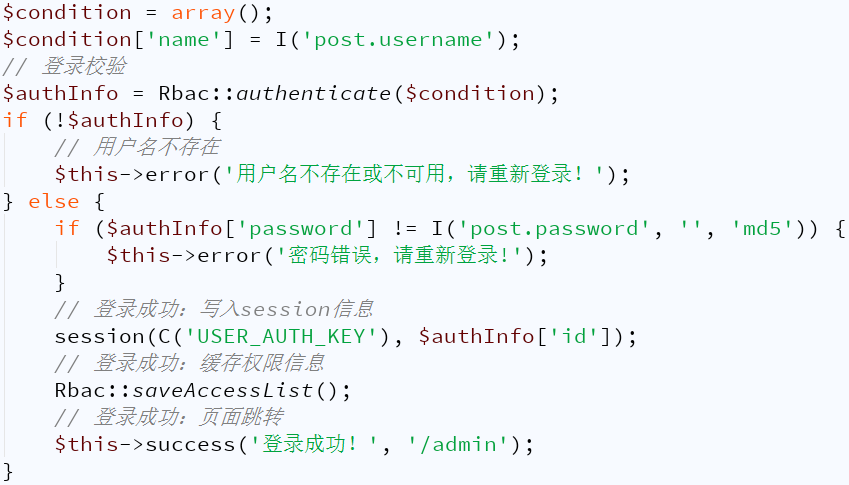 $condition = array();
$condition['name'] = I('post.username');
// 登录校验
$authInfo = Rbac::authenticate($condition);
if (!$authInfo) {
    // 用户名不存在
    $this->error('用户名不存在或不可用，请重新登录！');
} else {
    if ($authInfo['password'] != I('post.password', '', 'md5')) {
        $this->error('密码错误，请重新登录!');
    }
    // 登录成功：写入session信息
    session(C('USER_AUTH_KEY'), $authInfo['id']);
    // 登录成功：缓存权限信息
    Rbac::saveAccessList();
    // 登录成功：页面跳转
    $this->success('登录成功！', '/admin');
}